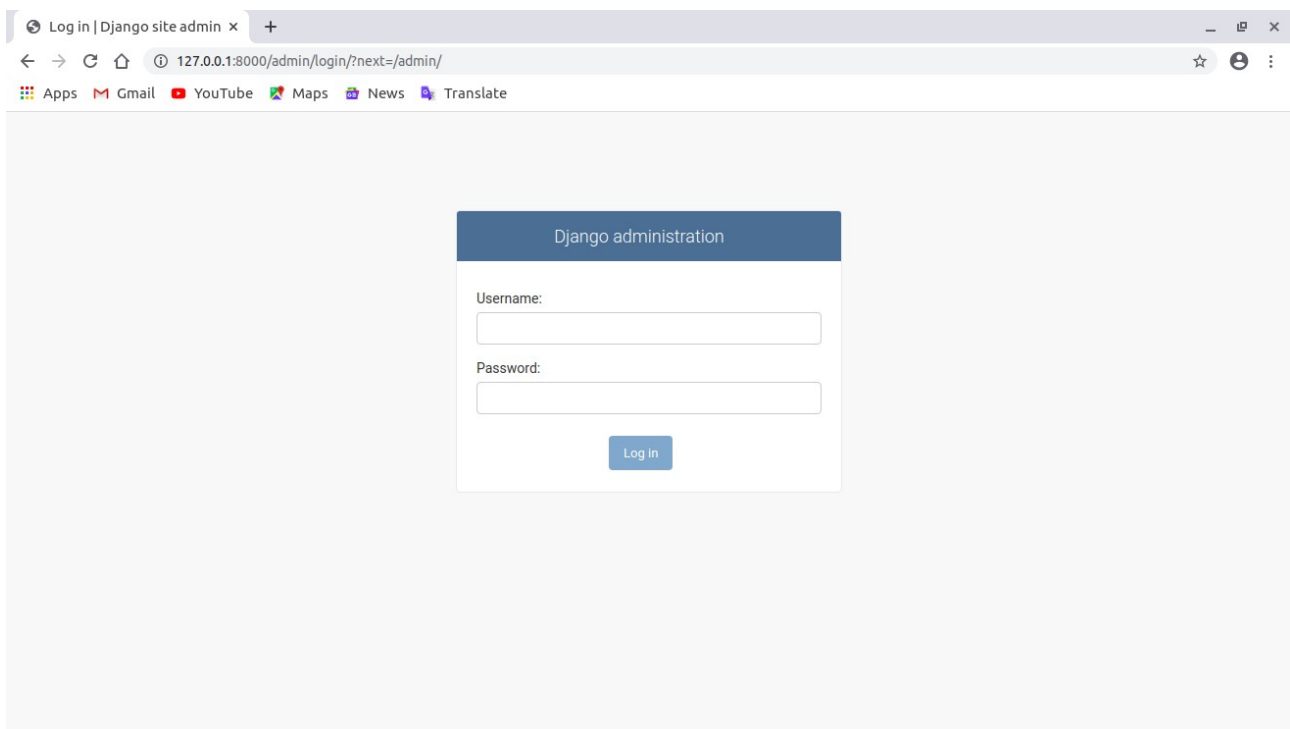 Log in | Django site admin
127.0.0.1:8000/admin/login/?next=/admin/
Apps Gmail YouTube Maps News Translate
Django administration
Username:
Password:
Log in